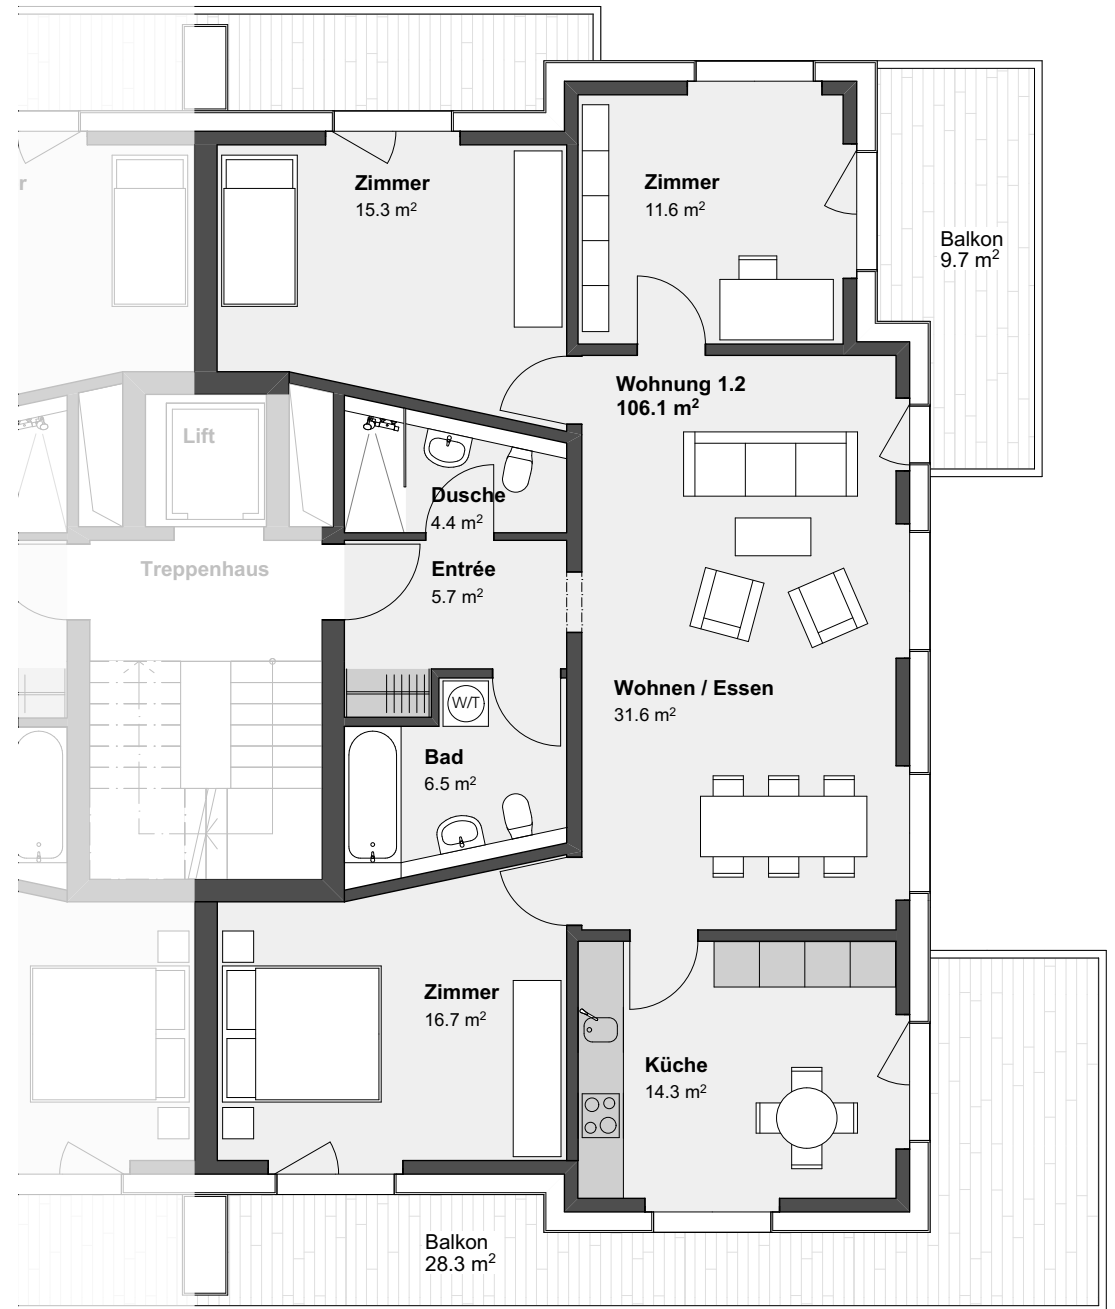 r
Zimmer
15.3 m²
Zimmer
11.6 m²
Balkon
9.7 m²
Wohnung 1.2
106.1 m²
Lift
Dusche
4.4 m²
Treppenhaus
Entrée
5.7 m²
Wohnen / Essen
31.6 m²
W/T
Bad
6.5 m²
Zimmer
16.7 m²
Küche
14.3 m²
Balkon
28.3 m²